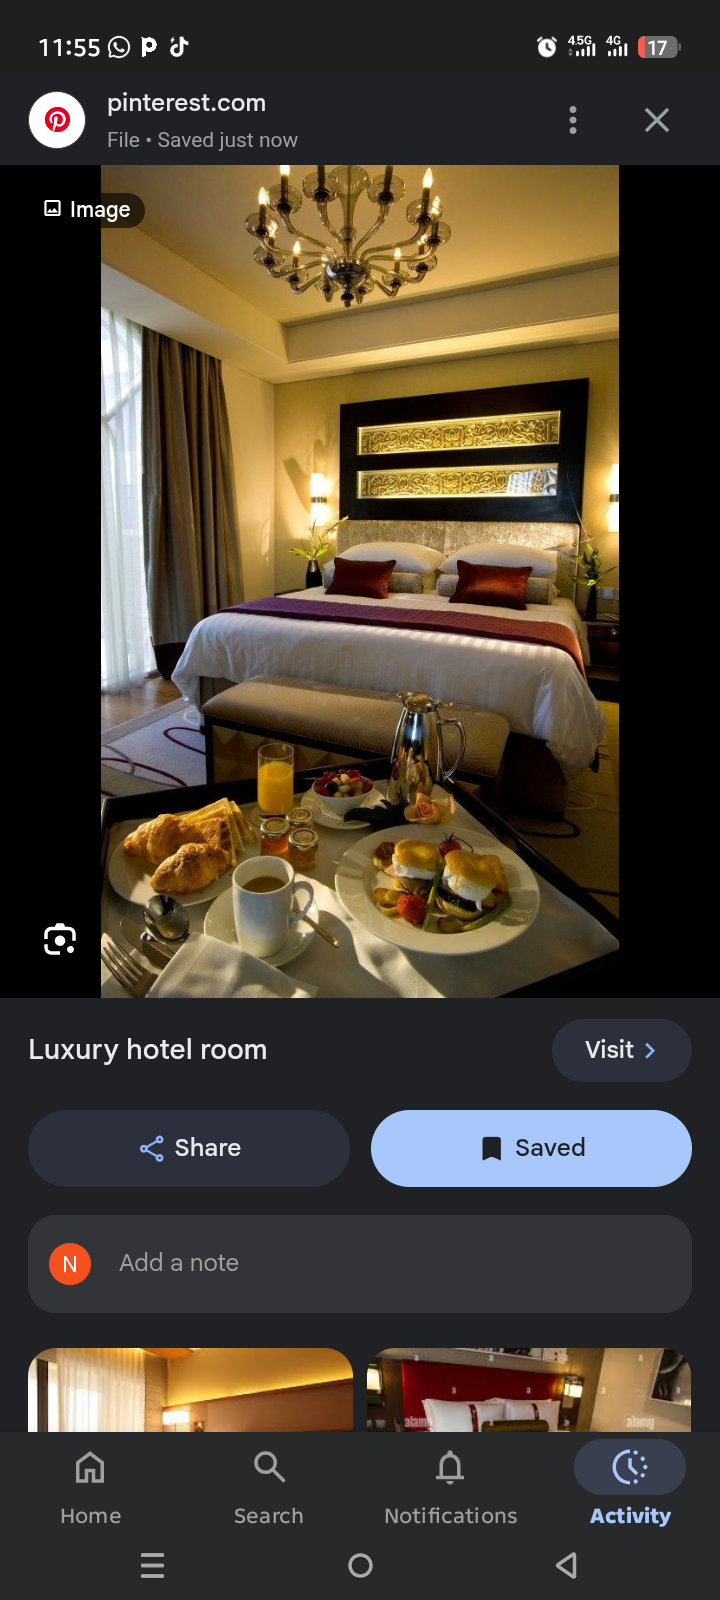 11:55
4.5G 4G 17
pinterest.com
File • Saved just now
Image
Luxury hotel room
Visit
Share
Saved
N
Add a note
a a a
alamy alamy
Home Search Notifications Activity